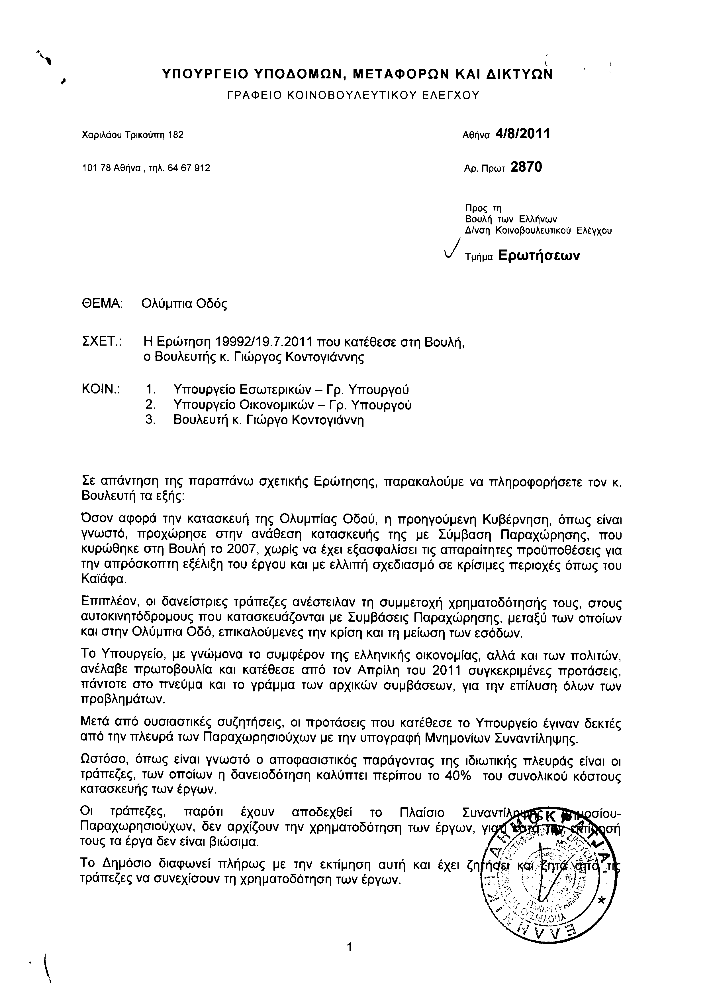 ΥΠΟΥΡΓΕΙΟ ΥΠΟΔΟΜΩΝ, ΜΕΤΑΦΟΡΩΝ ΚΑΙ ΔΙΚΤΥΩΝ
ΓΡΑΦΕΙΟ ΚΟΙΝΟΒΟΥΛΕΥΤΙΚΟΥ ΕΛΕΓΧΟΥ
Χαριλάου Τρικούπη 182
Αθήνα 4/8/2011
101 78 Αθήνα , τηλ. 64 67 912
Αρ. Πρωτ 2870
Προς τη
Βουλή των Ελλήνων
Δ/νση Κοινοβουλευτικού Ελέγχου
Τμήμα Ερωτήσεων
ΘΕΜΑ: Ολύμπια Οδός
ΣΧΕΤ.: Η Ερώτηση 19992/19.7.2011 που κατέθεσε στη Βουλή,
ο Βουλευτής κ. Γιώργος Κοντογιάννης
ΚΟΙΝ.: 1. Υπουργείο Εσωτερικών – Γρ. Υπουργού
2. Υπουργείο Οικονομικών – Γρ. Υπουργού
3. Βουλευτή κ. Γιώργο Κοντογιάννη
Σε απάντηση της παραπάνω σχετικής Ερώτησης, παρακαλούμε να πληροφορήσετε τον κ.
Βουλευτή τα εξής:
Όσον αφορά την κατασκευή της Ολυμπίας Οδού, η προηγούμενη Κυβέρνηση, όπως είναι
γνωστό, προχώρησε στην ανάθεση κατασκευής της με Σύμβαση Παραχώρησης, που
κυρώθηκε στη Βουλή το 2007, χωρίς να έχει εξασφαλίσει τις απαραίτητες προϋποθέσεις για
την απρόσκοπτη εξέλιξη του έργου και με ελλιπή σχεδιασμό σε κρίσιμες περιοχές όπως του
Καϊάφα.
Επιπλέον, οι δανείστριες τράπεζες ανέστειλαν τη συμμετοχή χρηματοδότησής τους, στους
αυτοκινητόδρομους που κατασκευάζονται με Συμβάσεις Παραχώρησης, μεταξύ των οποίων
και στην Ολύμπια Οδό, επικαλούμενες την κρίση και τη μείωση των εσόδων.
Το Υπουργείο, με γνώμονα το συμφέρον της ελληνικής οικονομίας, αλλά και των πολιτών,
ανέλαβε πρωτοβουλία και κατέθεσε από τον Απρίλη του 2011 συγκεκριμένες προτάσεις,
πάντοτε στο πνεύμα και το γράμμα των αρχικών συμβάσεων, για την επίλυση όλων των
προβλημάτων.
Μετά από ουσιαστικές συζητήσεις, οι προτάσεις που κατέθεσε το Υπουργείο έγιναν δεκτές
από την πλευρά των Παραχωρησιούχων με την υπογραφή Μνημονίων Συναντίληψης.
Ωστόσο, όπως είναι γνωστό ο αποφασιστικός παράγοντας της ιδιωτικής πλευράς είναι οι
τράπεζες, των οποίων η δανειοδότηση καλύπτει περίπου το 40% του συνολικού κόστους
κατασκευής των έργων.
Οι τράπεζες, παρότι έχουν αποδεχθεί το Πλαίσιο Συναντίληψης Δημοσίου-
Παραχωρησιούχων, δεν αρχίζουν την χρηματοδότηση των έργων, γιατί κατά την εκτίμησή
τους τα έργα δεν είναι βιώσιμα.
Το Δημόσιο διαφωνεί πλήρως με την εκτίμηση αυτή και έχει ζητήσει και ζητά από τις
τράπεζες να συνεχίσουν τη χρηματοδότηση των έργων.
ΕΛΛΗΝΙΚΗ ΔΗΜΟΚΡΑΤΙΑ
1